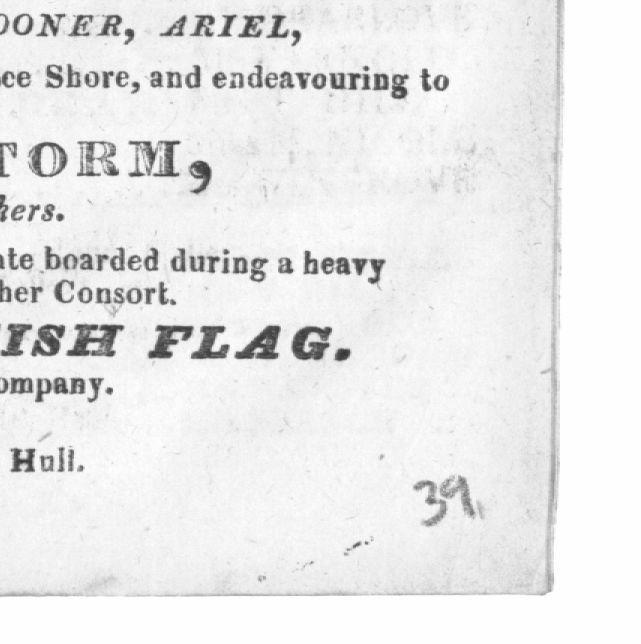 OONER, ARIEL,
ce Shore, and endeavouring to
TORM,
hers.
ate boarded during a heavy
her Consort.
ISH FLAG.
ompany.
Hull.
39.